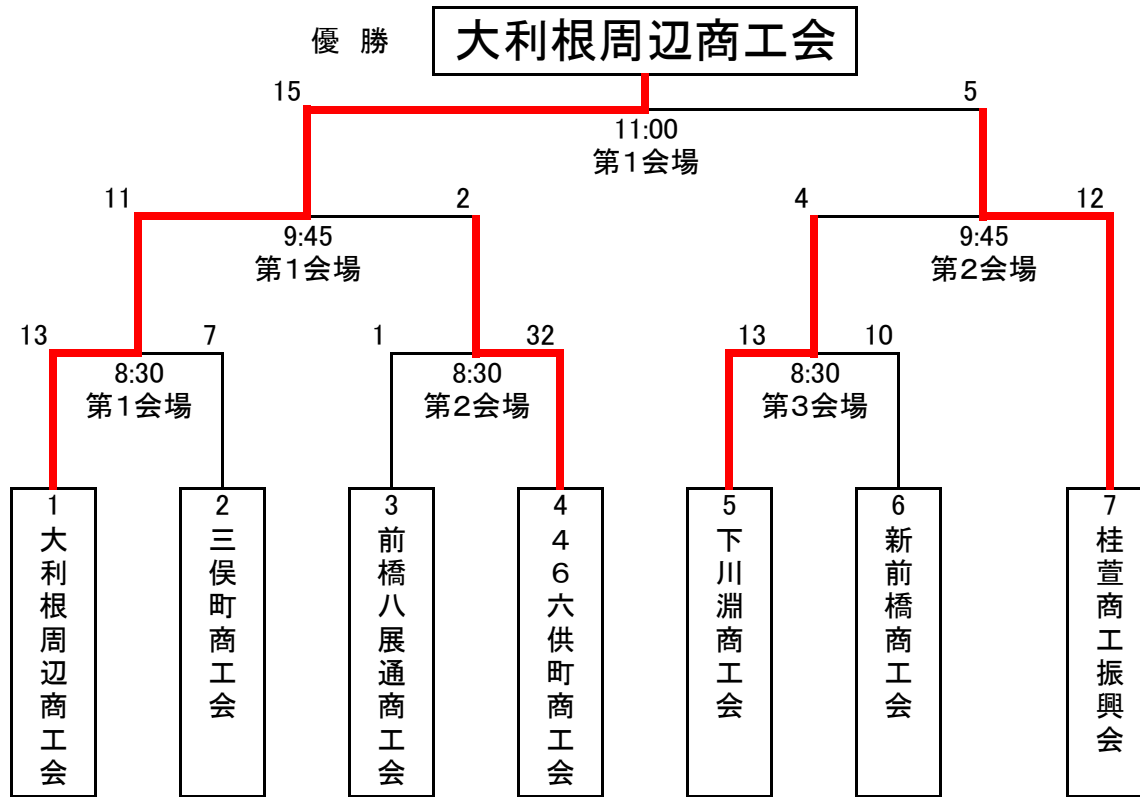 優 勝
大利根周辺商工会
15
5
11:00
第1会場
11
2
4
12
9:45
第1会場
9:45
第2会場
13
7
1
32
13
10
8:30
第1会場
8:30
第2会場
8:30
第3会場
1
大利根周辺商工会
2
三俣町商工会
3
前橋八展通商工会
4
46六供町商工会
5
下川淵商工会
6
新前橋商工会
7
桂萱商工振興会